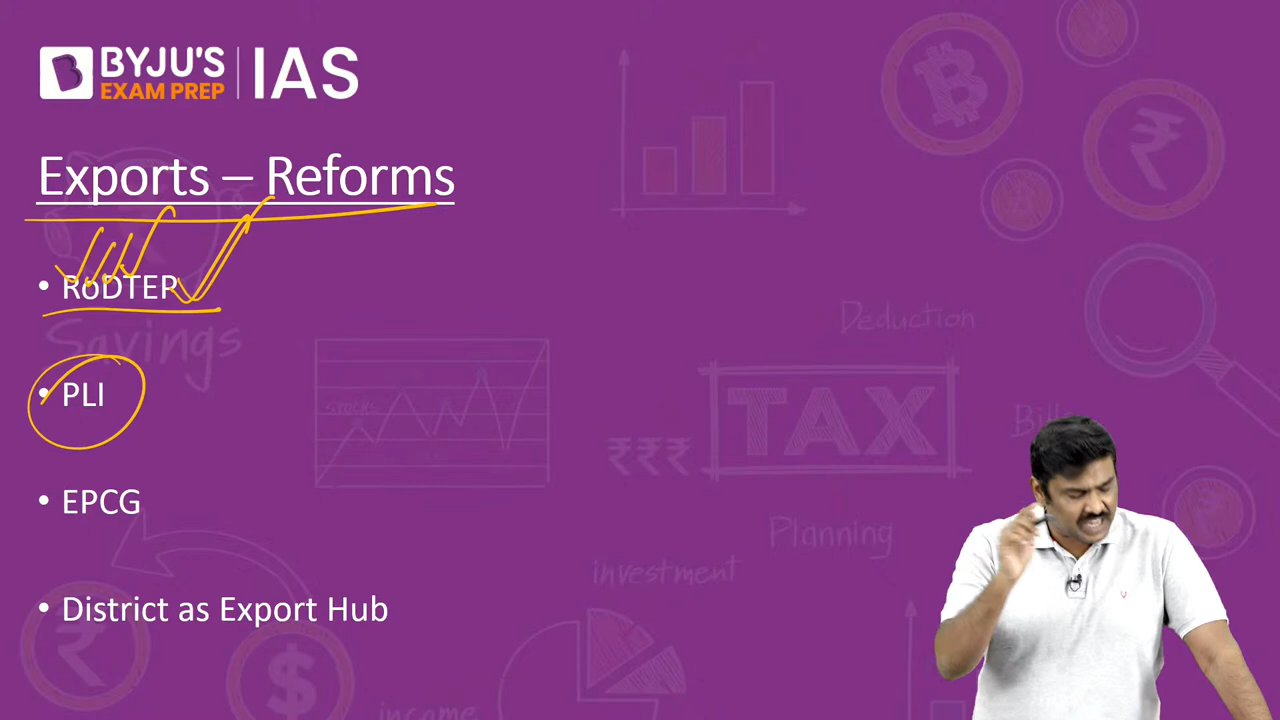 BYJU'S
EXAM PREP
IAS
Exports – Reforms
• RoDTEP
Savings
Deduction
• PLI
STOCKS
TAX
₹₹₹
• EPCG
Planning
investment
• District as Export Hub
income